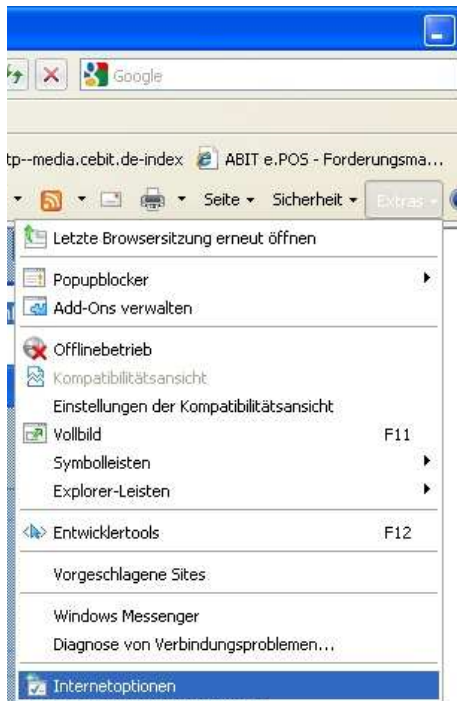 Google
tp--media.cebit.de-index ABIT e.POS - Forderungsma...
Seite Sicherheit Extras
Letzte Browsersitzung erneut öffnen
Popupblocker
Add-Ons verwalten
Offlinebetrieb
Kompatibilitätsansicht
Einstellungen der Kompatibilitätsansicht
Vollbild F11
Symbolleisten
Explorer-Leisten
Entwicklertools F12
Vorgeschlagene Sites
Windows Messenger
Diagnose von Verbindungsproblemen...
Internetoptionen